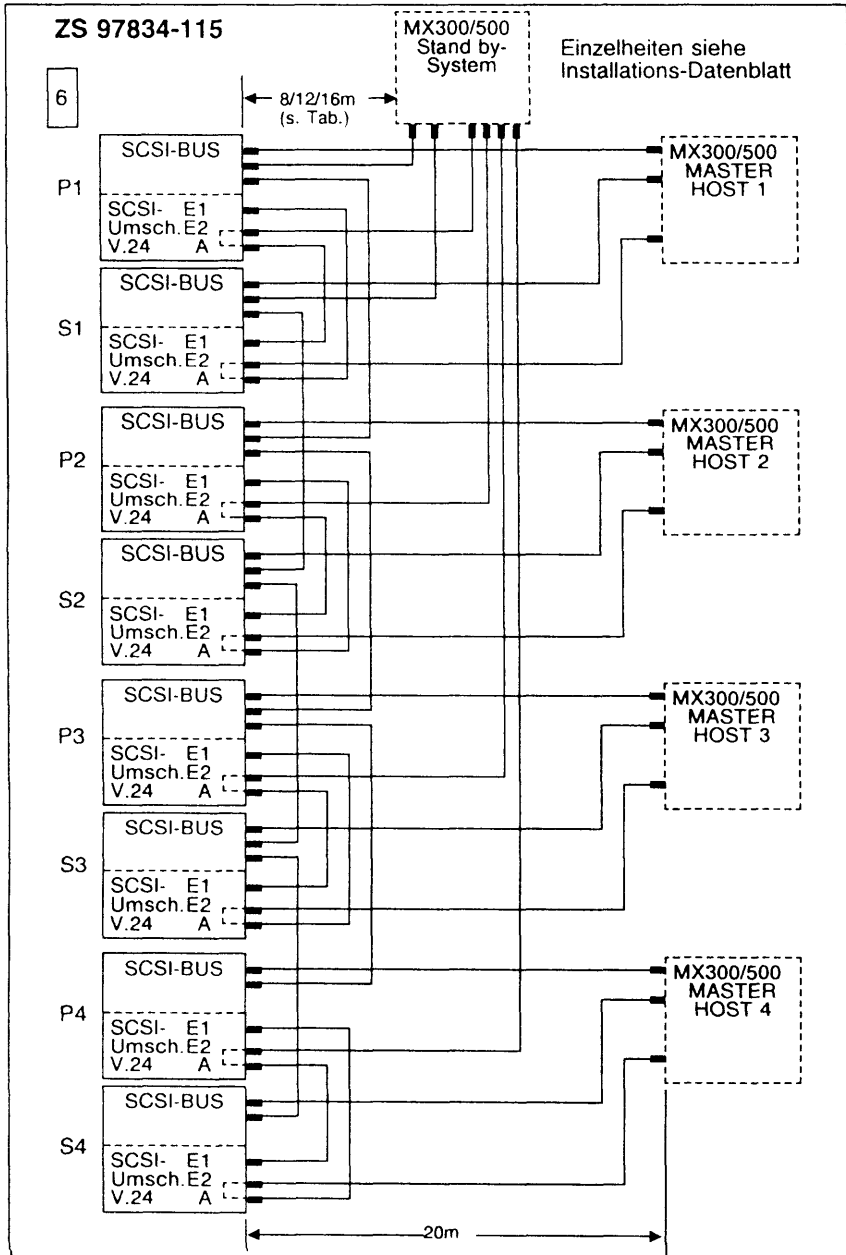 ZS 97834-115
MX300/500
Stand by-
System
Einzelheiten siehe
Installations-Datenblatt
6
8/12/16m
(s. Tab.)
P1
SCSI-BUS
SCSI- E1
Umsch.E2
V.24 A
MX300/500
MASTER
HOST 1
S1
SCSI-BUS
SCSI- E1
Umsch.E2
V.24 A
P2
SCSI-BUS
SCSI- E1
Umsch.E2
V.24 A
MX300/500
MASTER
HOST 2
S2
SCSI-BUS
SCSI- E1
Umsch.E2
V.24 A
P3
SCSI-BUS
SCSI- E1
Umsch.E2
V.24 A
MX300/500
MASTER
HOST 3
S3
SCSI-BUS
SCSI- E1
Umsch.E2
V.24 A
P4
SCSI-BUS
SCSI- E1
Umsch.E2
V.24 A
MX300/500
MASTER
HOST 4
S4
SCSI-BUS
SCSI- E1
Umsch.E2
V.24 A
20m